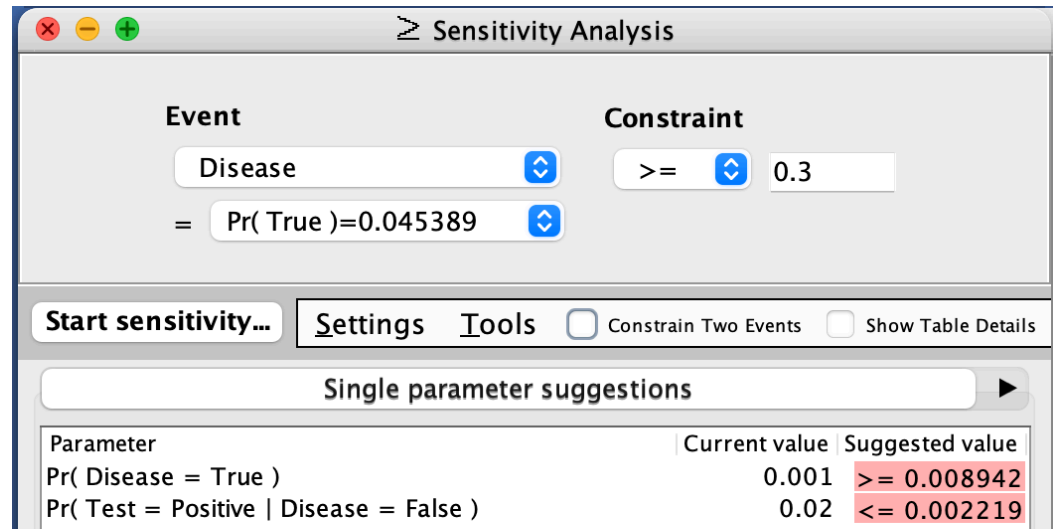 ≥ Sensitivity Analysis
Event Constraint
Disease >= 0.3
= Pr( True )=0.045389
Start sensitivity... Settings Tools Constrain Two Events Show Table Details
Single parameter suggestions
Parameter Current value Suggested value
Pr( Disease = True ) 0.001 >= 0.008942
Pr( Test = Positive | Disease = False ) 0.02 <= 0.002219